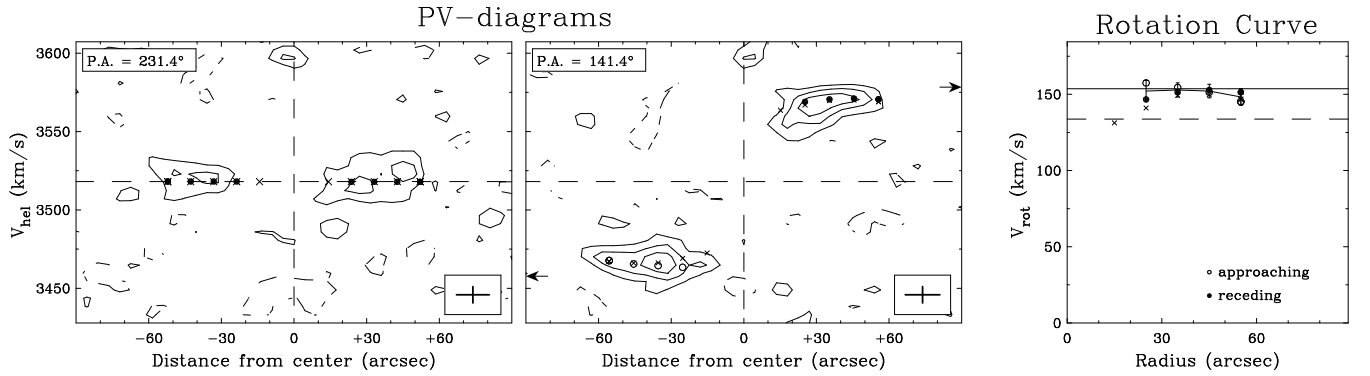 PV-diagrams
Rotation Curve
P.A. = 231.4°
P.A. = 141.4°
V_hel (km/s)
3600
3550
3500
3450
-60 -30 0 +30 +60
Distance from center (arcsec)
-60 -30 0 +30 +60
Distance from center (arcsec)
V_rot (km/s)
150
100
50
0
approaching
receding
0 30 60
Radius (arcsec)